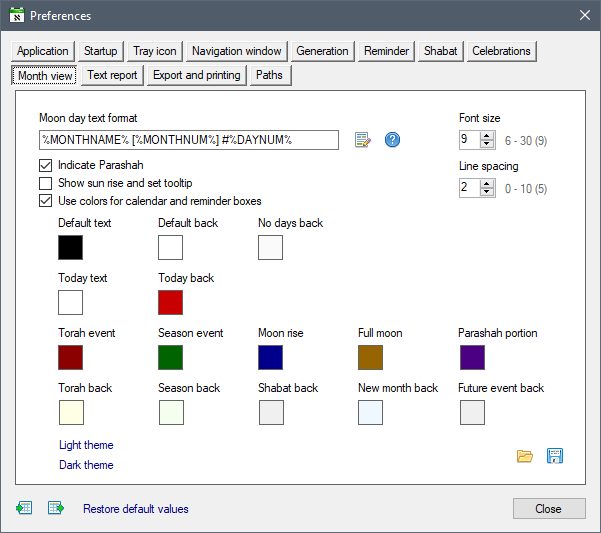 Preferences
Application Startup Tray icon Navigation window Generation Reminder Shabat Celebrations
Month view Text report Export and printing Paths
Moon day text format Font size
%MONTHNAME% [%MONTHNUM%] #%DAYNUM% 9 6 - 30 (9)
Indicate Parashah Line spacing
Show sun rise and set tooltip 2 0 - 10 (5)
Use colors for calendar and reminder boxes
Default text Default back No days back
Today text Today back
Torah event Season event Moon rise Full moon Parashah portion
Torah back Season back Shabat back New month back Future event back
Light theme
Dark theme
Restore default values Close